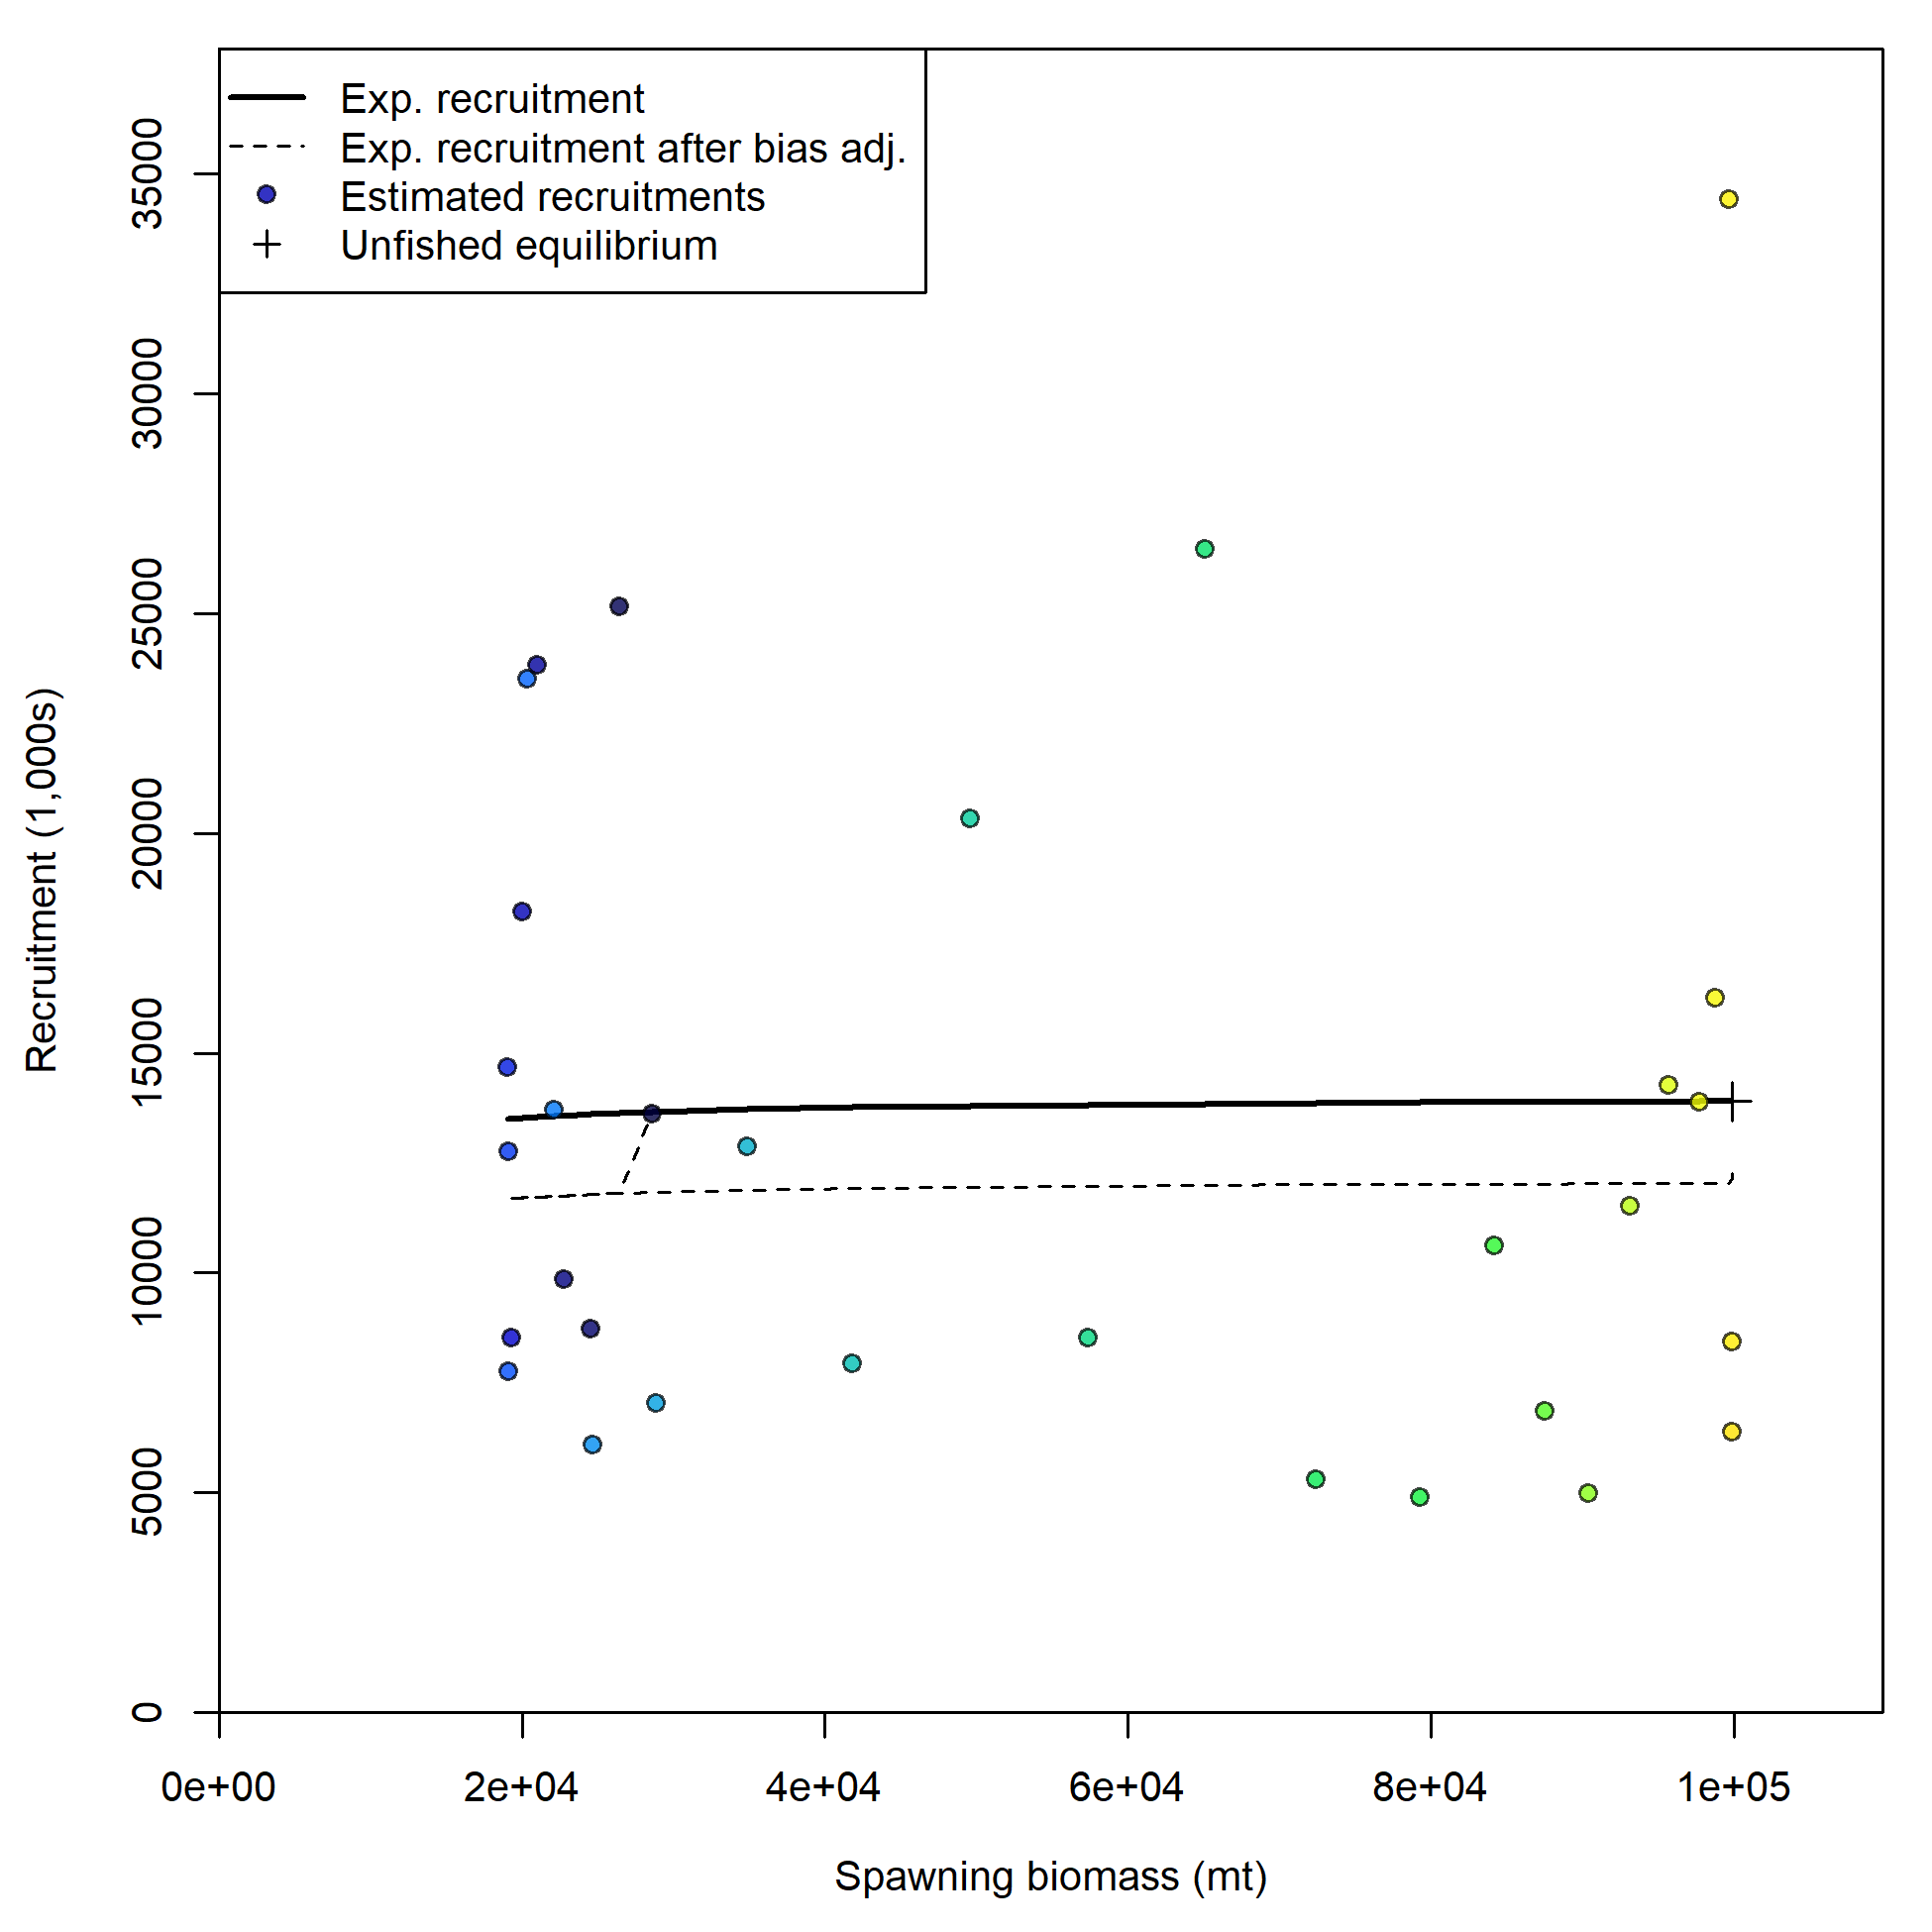 Exp. recruitment
Exp. recruitment after bias adj.
Estimated recruitments
Unfished equilibrium
35000
30000
25000
20000
15000
10000
5000
0
Recruitment (1,000s)
0e+00 2e+04 4e+04 6e+04 8e+04 1e+05
Spawning biomass (mt)